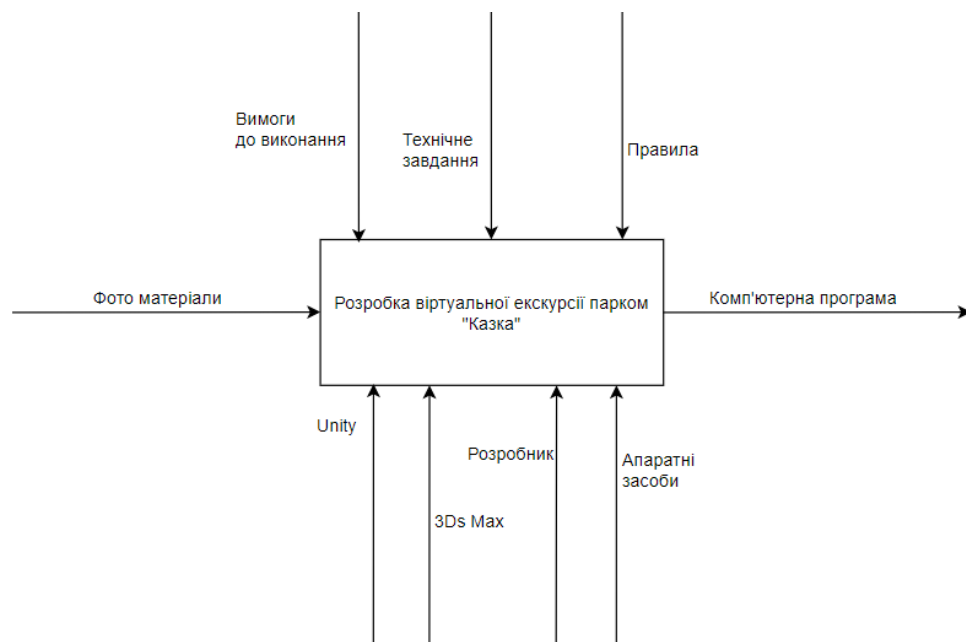 Вимоги
до виконання
Технічне
завдання
Правила
Фото матеріали
Розробка віртуальної екскурсії парком
"Казка"
Комп'ютерна програма
Unity
3Ds Max
Розробник
Апаратні
засоби